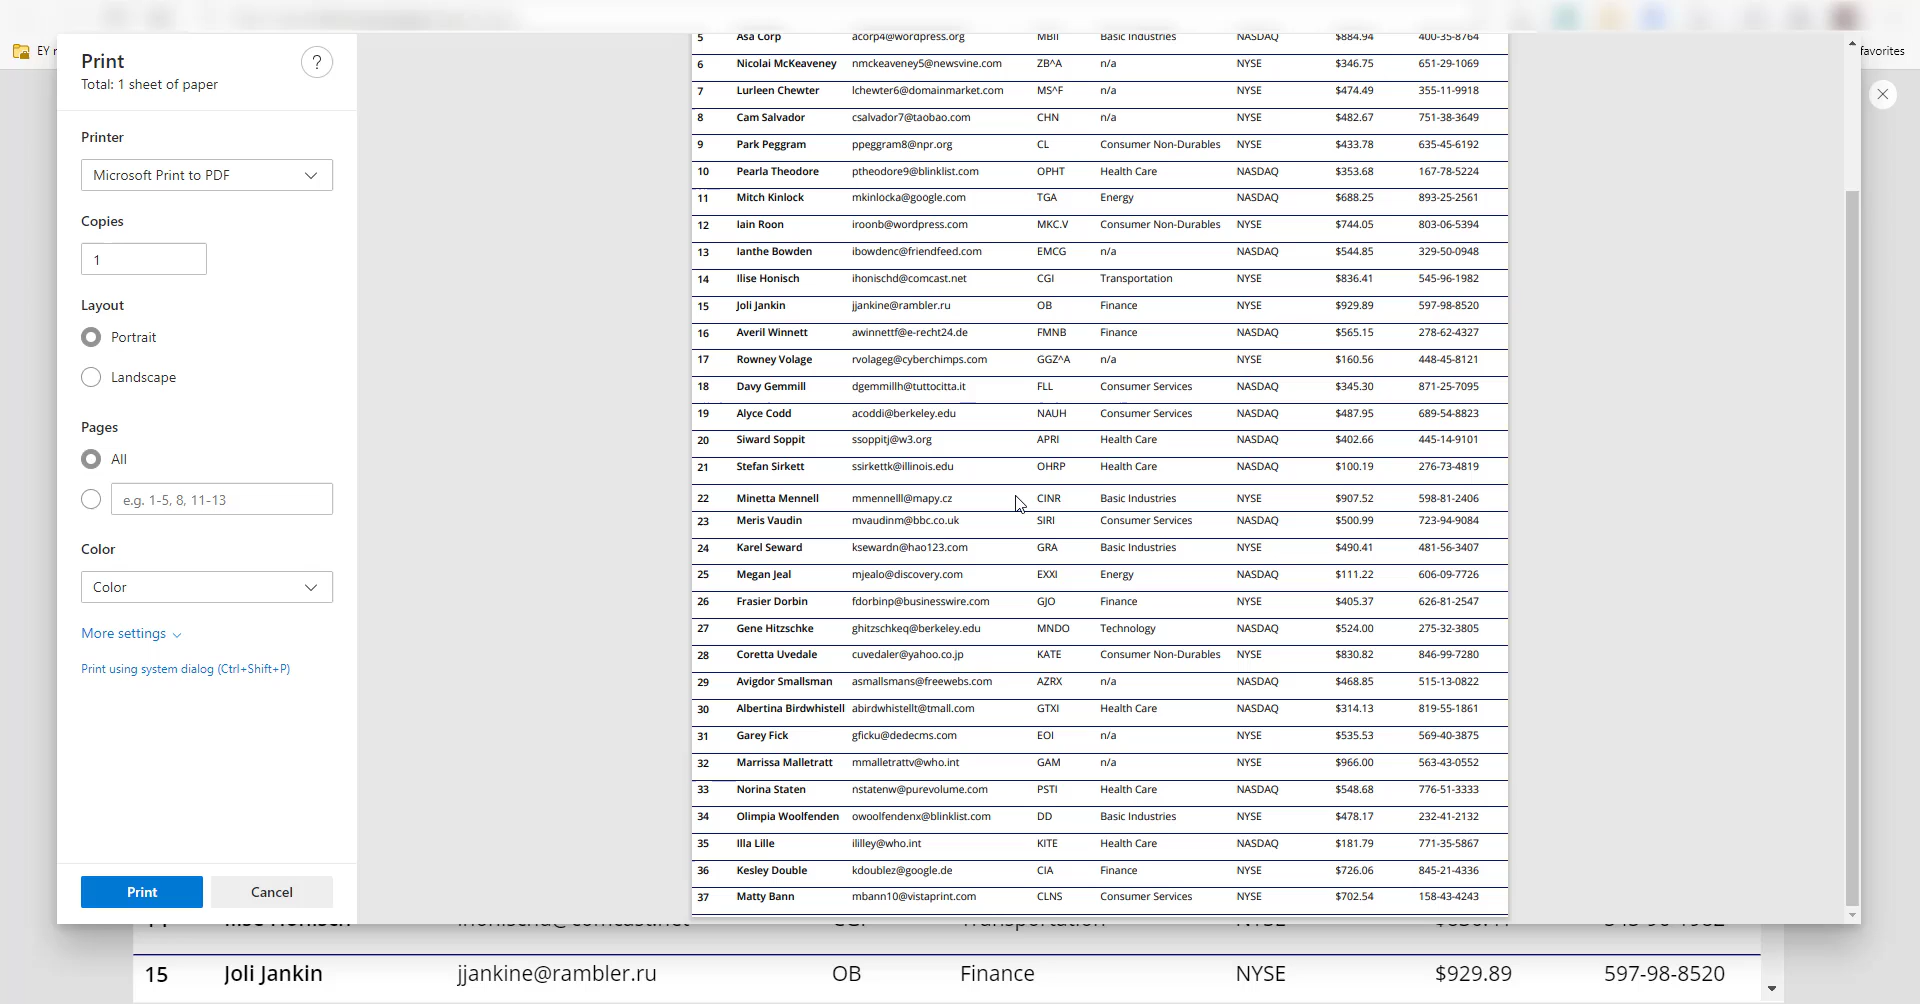 EY
favorites
Print
?
Total: 1 sheet of paper
Printer
Microsoft Print to PDF
Copies
1
Layout
Portrait
Landscape
Pages
All
e.g. 1-5, 8, 11-13
Color
Color
More settings
Print using system dialog (Ctrl+Shift+P)
Print Cancel
5 Asa Corp acorp4@wordpress.org MBII Basic Industries NASDAQ $884.94 400-35-8764
6 Nicolai McKeaveney nmckeaveney5@newsvine.com ZB^A n/a NYSE $346.75 651-29-1069
7 Lurleen Chewter lchewter6@domainmarket.com MS^F n/a NYSE $474.49 355-11-9918
8 Cam Salvador csalvador7@taobao.com CHN n/a NYSE $482.67 751-38-3649
9 Park Peggram ppeggram8@npr.org CL Consumer Non-Durables NYSE $433.78 635-45-6192
10 Pearla Theodore ptheodore9@blinklist.com OPHT Health Care NASDAQ $353.68 167-78-5224
11 Mitch Kinlock mkinlocka@google.com TGA Energy NASDAQ $688.25 893-25-2561
12 Iain Roon iroonb@wordpress.com MKC.V Consumer Non-Durables NYSE $744.05 803-06-5394
13 Ianthe Bowden ibowdenc@friendfeed.com EMCG n/a NASDAQ $544.85 329-50-0948
14 Ilise Honisch ihonischd@comcast.net CGI Transportation NYSE $836.41 545-96-1982
15 Joli Jankin jjankine@rambler.ru OB Finance NYSE $929.89 597-98-8520
16 Averil Winnett awinnettf@e-recht24.de FMNB Finance NASDAQ $565.15 278-62-4327
17 Rowney Volage rvolageg@cyberchimps.com GGZ^A n/a NYSE $160.56 448-45-8121
18 Davy Gemmill dgemmillh@tuttocitta.it FLL Consumer Services NASDAQ $345.30 871-25-7095
19 Alyce Codd acoddi@berkeley.edu NAUH Consumer Services NASDAQ $487.95 689-54-8823
20 Siward Soppit ssoppitj@w3.org APRI Health Care NASDAQ $402.66 445-14-9101
21 Stefan Sirkett ssirkettk@illinois.edu OHRP Health Care NASDAQ $100.19 276-73-4819
22 Minetta Mennell mmennelll@mapy.cz CINR Basic Industries NYSE $907.52 598-81-2406
23 Meris Vaudin mvaudinm@bbc.co.uk SIRI Consumer Services NASDAQ $500.99 723-94-9084
24 Karel Seward ksewardn@hao123.com GRA Basic Industries NYSE $490.41 481-56-3407
25 Megan Jeal mjealo@discovery.com EXXI Energy NASDAQ $111.22 606-09-7726
26 Frasier Dorbin fdorbinp@businesswire.com GJO Finance NYSE $405.37 626-81-2547
27 Gene Hitzschke ghitzschkeq@berkeley.edu MNDO Technology NASDAQ $524.00 275-32-3805
28 Coretta Uvedale cuvedaler@yahoo.co.jp KATE Consumer Non-Durables NYSE $830.82 846-99-7280
29 Avigdor Smallsman asmallsmans@freewebs.com AZRX n/a NASDAQ $468.85 515-13-0822
30 Albertina Birdwhistell abirdwhistellt@tmall.com GTXI Health Care NASDAQ $314.13 819-55-1861
31 Garey Fick gficku@dedecms.com EOI n/a NYSE $535.53 569-40-3875
32 Marrissa Malletratt mmalletrattv@who.int GAM n/a NYSE $966.00 563-43-0552
33 Norina Staten nstatenw@purevolume.com PSTI Health Care NASDAQ $548.68 776-51-3333
34 Olimpia Woolfenden owoolfendenx@blinklist.com DD Basic Industries NYSE $478.17 232-41-2132
35 Illa Lille ililley@who.int KITE Health Care NASDAQ $181.79 771-35-5867
36 Kesley Double kdoublez@google.de CIA Finance NYSE $726.06 845-21-4336
37 Matty Bann mbann10@vistaprint.com CLNS Consumer Services NYSE $702.54 158-43-4243
15 Joli Jankin jjankine@rambler.ru OB Finance NYSE $929.89 597-98-8520